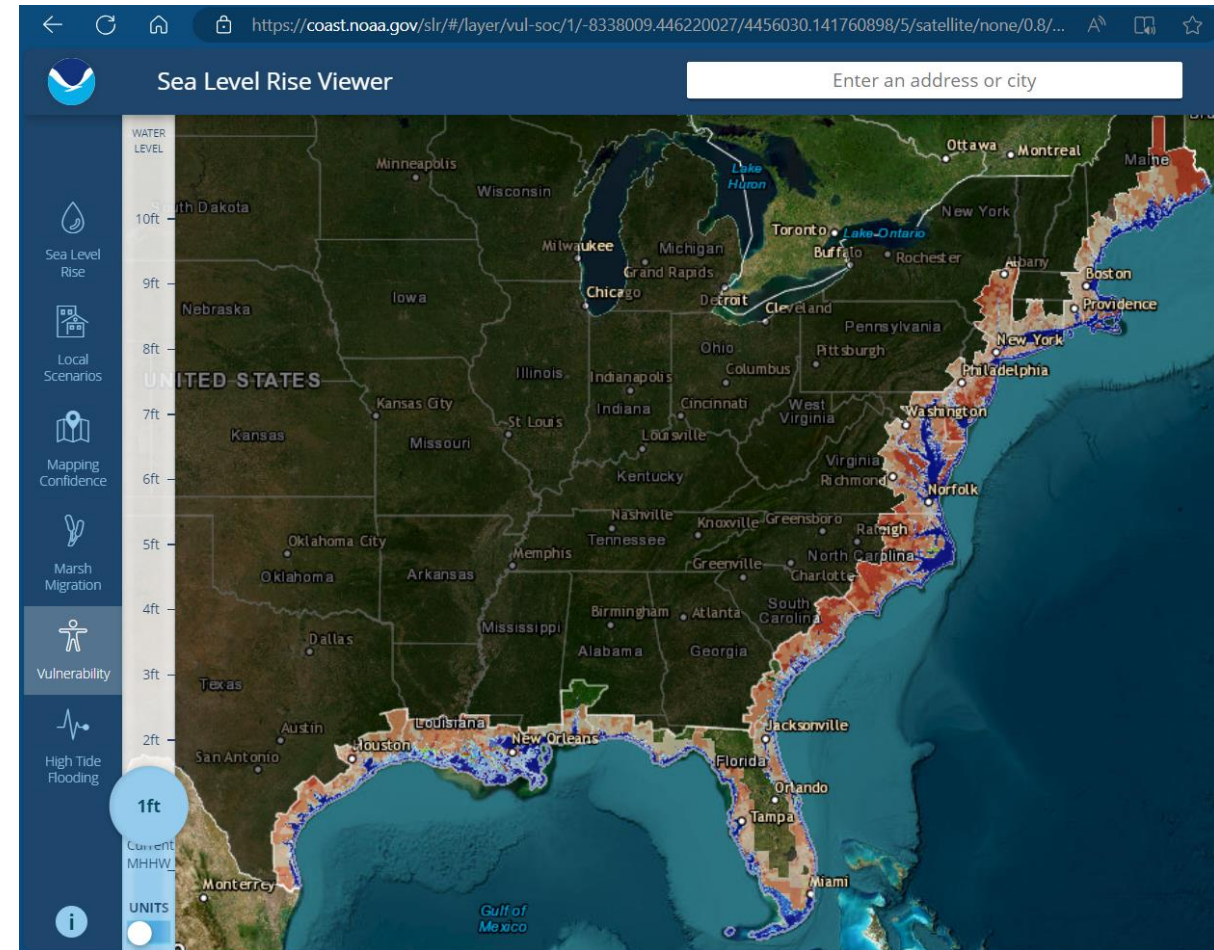 https://coast.noaa.gov/slr/#/layer/vul-soc/1/-8338009.446220027/4456030.141760898/5/satellite/none/0.8/...
Sea Level Rise Viewer
Enter an address or city
WATER
LEVEL
10ft
9ft
8ft
7ft
6ft
5ft
4ft
3ft
2ft
1ft
Current
MHHW
UNITS
Sea Level
Rise
Local
Scenarios
Mapping
Confidence
Marsh
Migration
Vulnerability
High Tide
Flooding
i
Minneapolis
Wisconsin
Lake
Huron
Ottawa
Montreal
Maine
South Dakota
Milwaukee
Michigan
Grand Rapids
Toronto
Lake Ontario
New York
Buffalo
Rochester
Albany
Boston
Providence
Nebraska
Iowa
Chicago
Detroit
Cleveland
Pennsylvania
New York
UNITED STATES
Illinois
Indianapolis
Ohio
Columbus
Pittsburgh
Philadelphia
Kansas City
Indiana
Cincinnati
West
Virginia
Washington
Kansas
Missouri
St Louis
Louisville
Kentucky
Virginia
Richmond
Norfolk
Nashville
Tennessee
Knoxville
Greensboro
Raleigh
Oklahoma City
Oklahoma
Arkansas
Memphis
Greenville
North Carolina
Charlotte
Dallas
Mississippi
Birmingham
Atlanta
South
Carolina
Alabama
Georgia
Texas
Austin
San Antonio
Houston
Louisiana
New Orleans
Jacksonville
Florida
Orlando
Tampa
Miami
Monterrey
Gulf of
Mexico